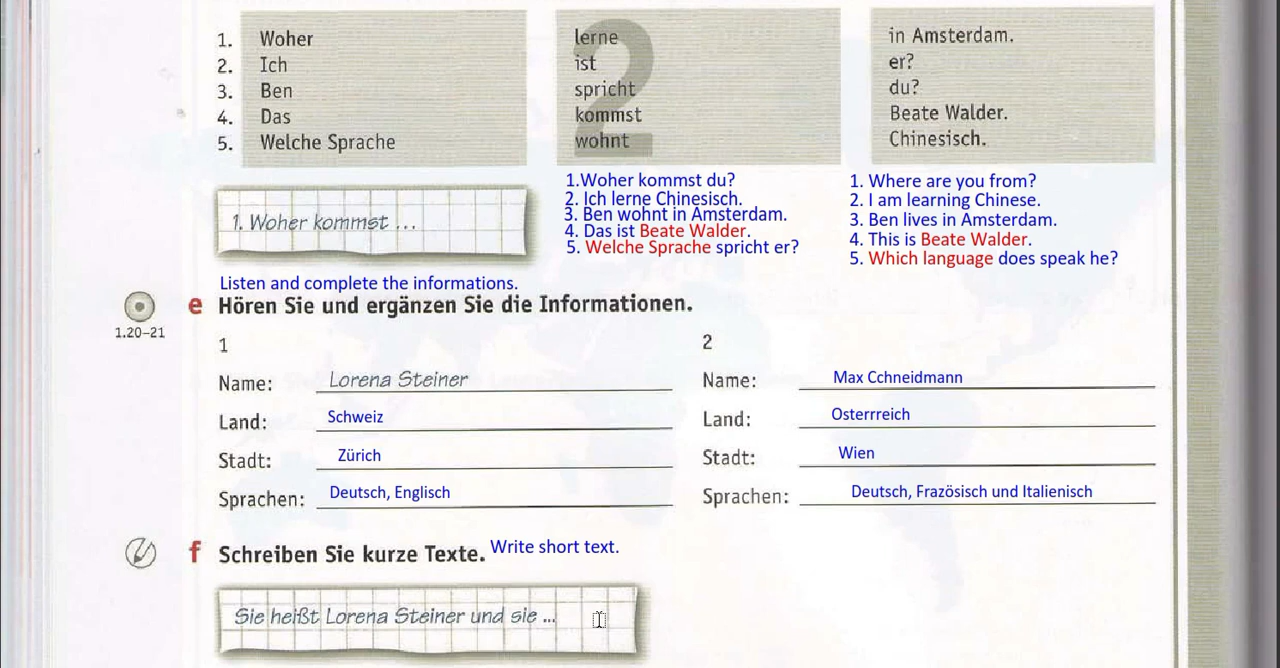 1. Woher lerne in Amsterdam.
2. Ich ist er?
3. Ben spricht du?
4. Das kommst Beate Walder.
5. Welche Sprache wohnt Chinesisch.
2
1. Woher kommst ...
1.Woher kommst du?
2. Ich lerne Chinesisch.
3. Ben wohnt in Amsterdam.
4. Das ist Beate Walder.
5. Welche Sprache spricht er?
1. Where are you from?
2. I am learning Chinese.
3. Ben lives in Amsterdam.
4. This is Beate Walder.
5. Which language does speak he?
Listen and complete the informations.
e Hören Sie und ergänzen Sie die Informationen.
1.20–21
1
Name: Lorena Steiner
Land: Schweiz
Stadt: Zürich
Sprachen: Deutsch, Englisch
2
Name: Max Cchneidmann
Land: Osterrreich
Stadt: Wien
Sprachen: Deutsch, Frazösisch und Italienisch
f Schreiben Sie kurze Texte. Write short text.
Sie heißt Lorena Steiner und sie ...